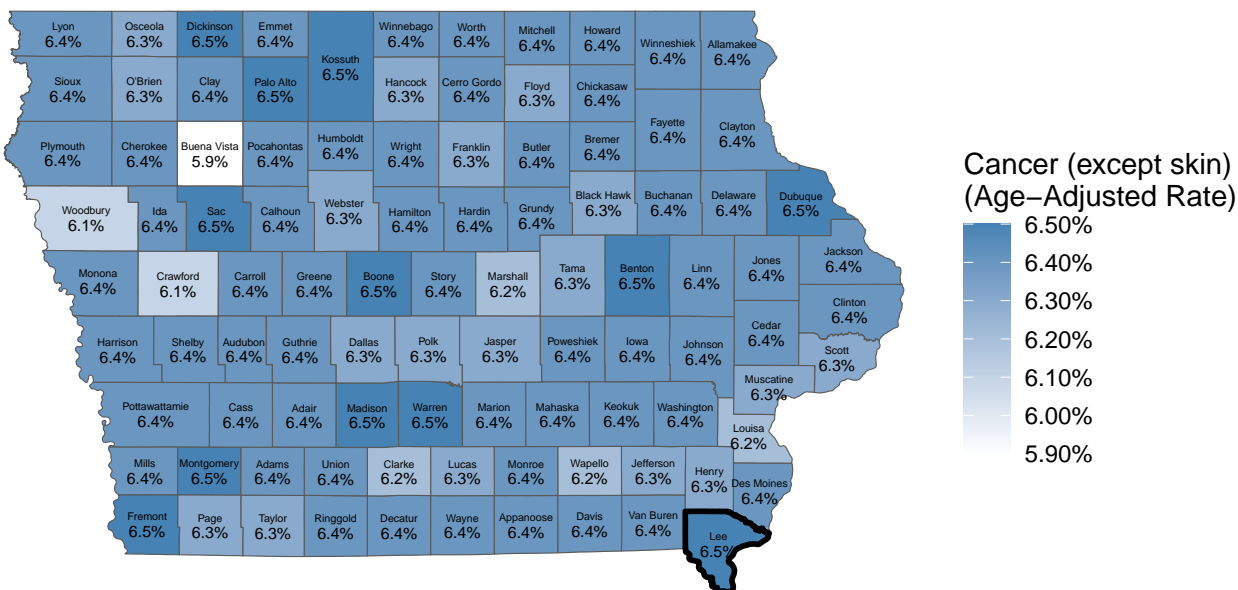 Lyon
6.4%
Osceola
6.3%
Dickinson
6.5%
Emmet
6.4%
Kossuth
6.5%
Winnebago
6.4%
Worth
6.4%
Mitchell
6.4%
Howard
6.4%
Winneshiek
6.4%
Allamakee
6.4%
Sioux
6.4%
O'Brien
6.3%
Clay
6.4%
Palo Alto
6.5%
Hancock
6.3%
Cerro Gordo
6.4%
Floyd
6.3%
Chickasaw
6.4%
Fayette
6.4%
Clayton
6.4%
Plymouth
6.4%
Cherokee
6.4%
Buena Vista
5.9%
Pocahontas
6.4%
Humboldt
6.4%
Wright
6.4%
Franklin
6.3%
Butler
6.4%
Bremer
6.4%
Woodbury
6.1%
Ida
6.4%
Sac
6.5%
Calhoun
6.4%
Webster
6.3%
Hamilton
6.4%
Hardin
6.4%
Grundy
6.4%
Black Hawk
6.3%
Buchanan
6.4%
Delaware
6.4%
Dubuque
6.5%
Monona
6.4%
Crawford
6.1%
Carroll
6.4%
Greene
6.4%
Boone
6.5%
Story
6.4%
Marshall
6.2%
Tama
6.3%
Benton
6.5%
Linn
6.4%
Jones
6.4%
Jackson
6.4%
Clinton
6.4%
Harrison
6.4%
Shelby
6.4%
Audubon
6.4%
Guthrie
6.4%
Dallas
6.3%
Polk
6.3%
Jasper
6.3%
Poweshiek
6.4%
Iowa
6.4%
Johnson
6.4%
Cedar
6.4%
Scott
6.3%
Muscatine
6.3%
Pottawattamie
6.4%
Cass
6.4%
Adair
6.4%
Madison
6.5%
Warren
6.5%
Marion
6.4%
Mahaska
6.4%
Keokuk
6.4%
Washington
6.4%
Louisa
6.2%
Mills
6.4%
Montgomery
6.5%
Adams
6.4%
Union
6.4%
Clarke
6.2%
Lucas
6.3%
Monroe
6.4%
Wapello
6.2%
Jefferson
6.3%
Henry
6.3%
Des Moines
6.4%
Fremont
6.5%
Page
6.3%
Taylor
6.3%
Ringgold
6.4%
Decatur
6.4%
Wayne
6.4%
Appanoose
6.4%
Davis
6.4%
Van Buren
6.4%
Lee
6.5%
Cancer (except skin)
(Age−Adjusted Rate)
6.50%
6.40%
6.30%
6.20%
6.10%
6.00%
5.90%